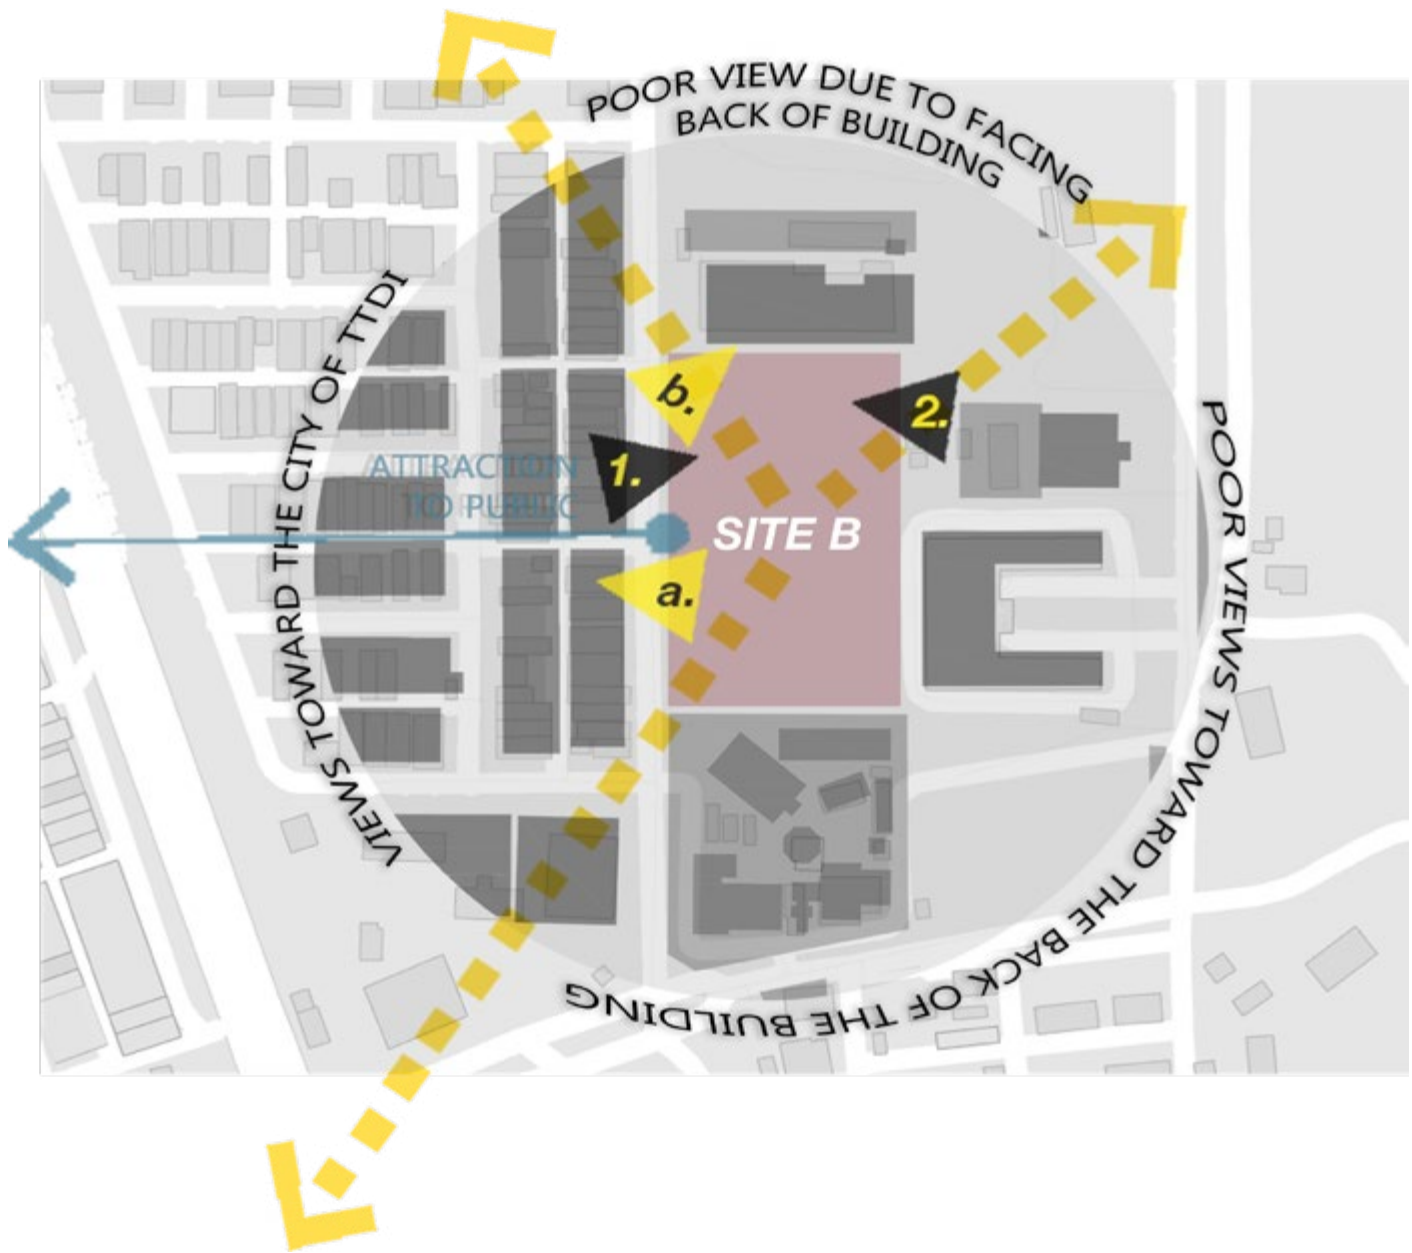 POOR VIEW DUE TO FACING
BACK OF BUILDING
VIEWS TOWARD THE CITY OF TTDI
ATTRACTION
TO PUBLIC
b.
1.
2.
SITE B
a.
POOR VIEWS TOWARD THE BACK OF THE BUILDING